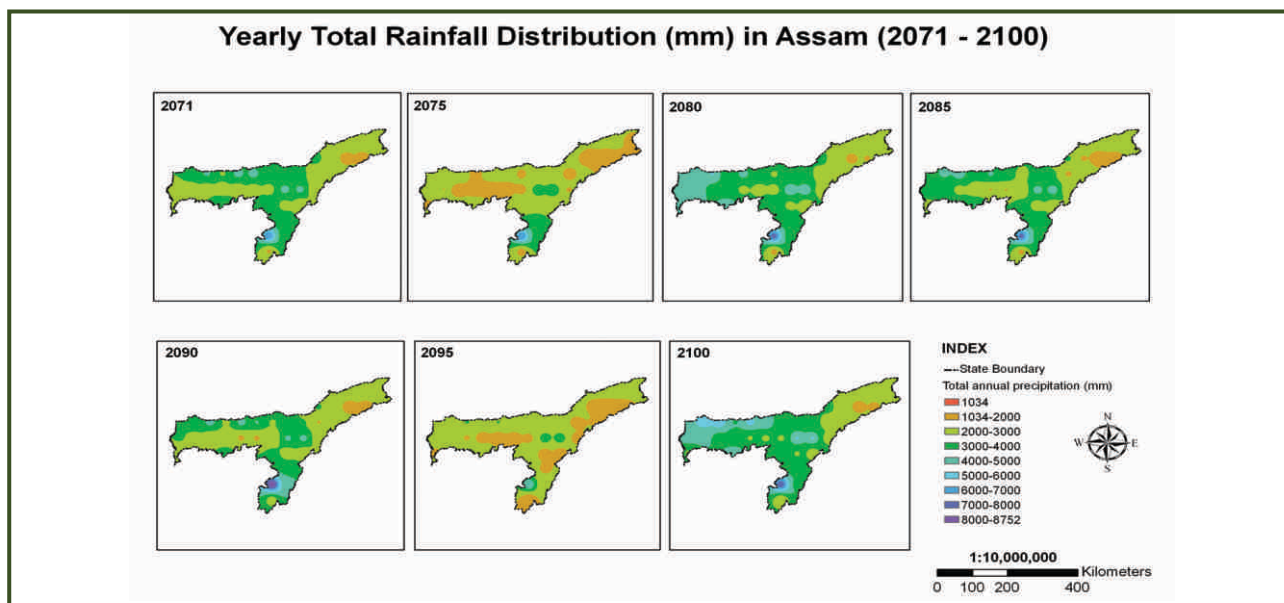 Yearly Total Rainfall Distribution (mm) in Assam (2071 - 2100)
2071
2075
2080
2085
2090
2095
2100
INDEX
State Boundary
Total annual precipitation (mm)
1034
1034-2000
2000-3000
3000-4000
4000-5000
5000-6000
6000-7000
7000-8000
8000-8752
N
W E
S
1:10,000,000
Kilometers
0 100 200 400